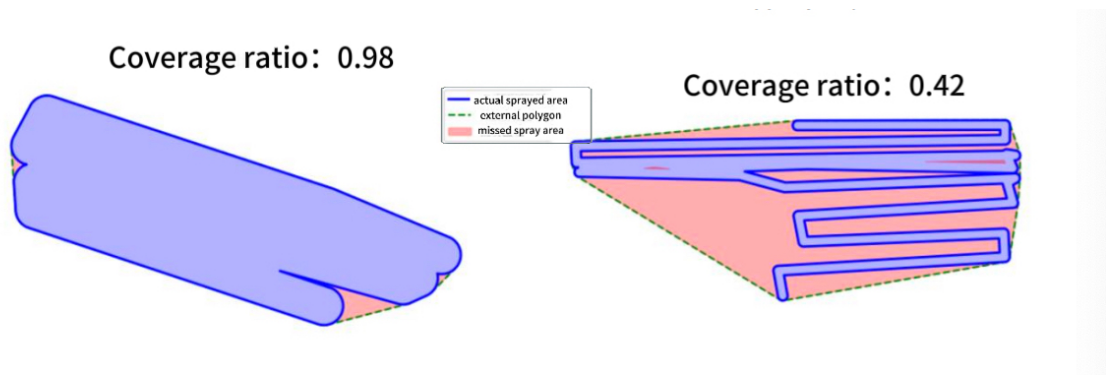 Coverage ratio：0.98
actual sprayed area
external polygon
missed spray area
Coverage ratio：0.42